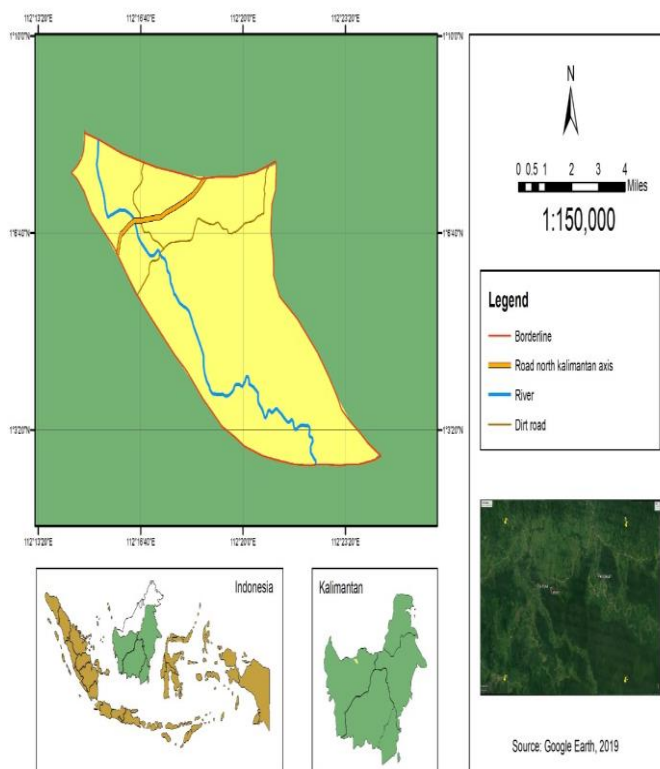 112°13'20"E 112°16'40"E 112°20'0"E 112°23'20"E
1°10'0"N
1°10'0"N
1°6'40"N
1°6'40"N
1°3'20"N
1°3'20"N
112°13'20"E 112°16'40"E 112°20'0"E 112°23'20"E
N
0 0.5 1 2 3 4
Miles
1:150,000
Legend
Borderline
Road north kalimantan axis
River
Dirt road
Indonesia
Kalimantan
Source: Google Earth, 2019